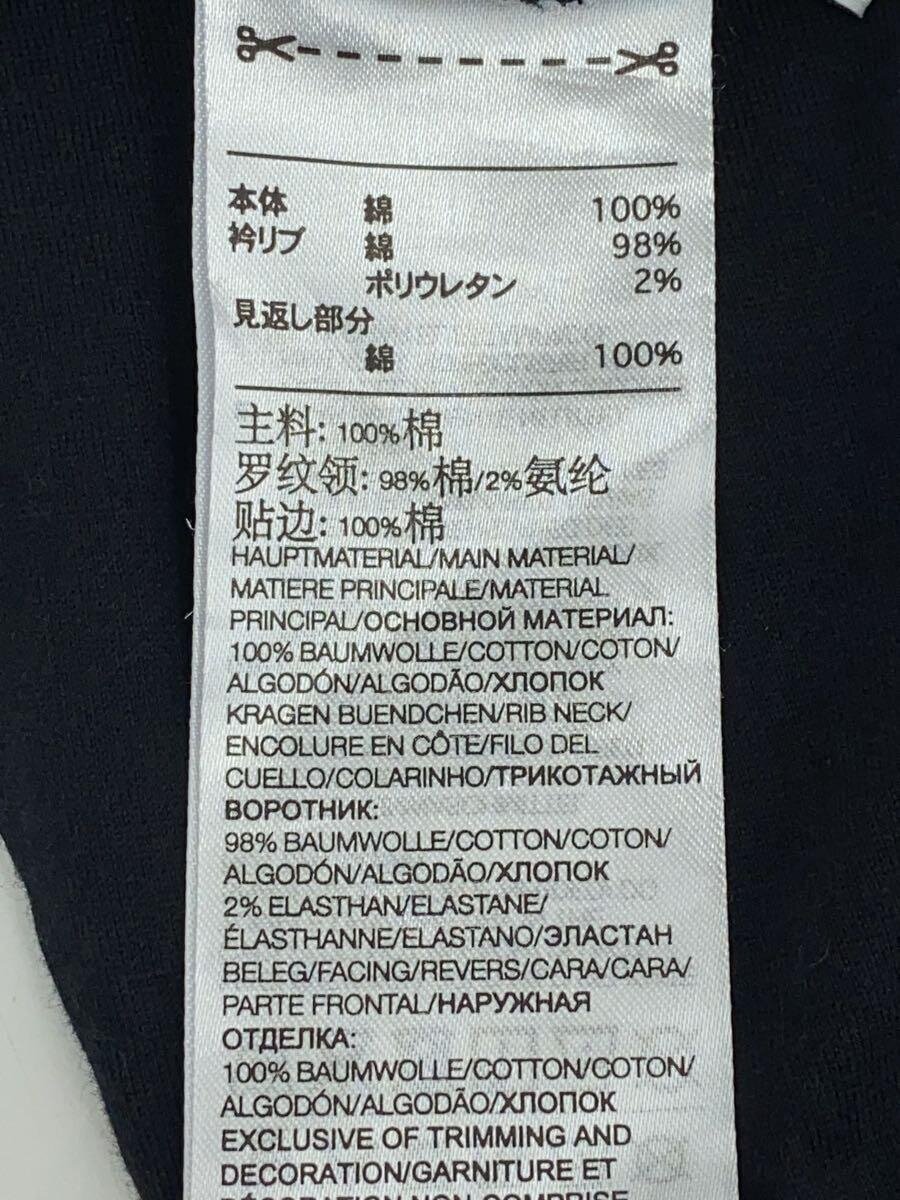 本体 綿 100%
衿リブ 綿 98%
ポリウレタン 2%
見返し部分
綿 100%
主料: 100%棉
罗纹领: 98%棉/2%氨纶
贴边: 100%棉
HAUPTMATERIAL/MAIN MATERIAL/
MATIERE PRINCIPALE/MATERIAL
PRINCIPAL/ОСНОВНОЙ МАТЕРИАЛ:
100% BAUMWOLLE/COTTON/COTON/
ALGODÓN/ALGODÃO/ХЛОПОК
KRAGEN BUENDCHEN/RIB NECK/
ENCOLURE EN CÔTE/FILO DEL
CUELLO/COLARINHO/ТРИКОТАЖНЫЙ
ВОРОТНИК:
98% BAUMWOLLE/COTTON/COTON/
ALGODÓN/ALGODÃO/ХЛОПОК
2% ELASTHAN/ELASTANE/
ÉLASTHANNE/ELASTANO/ЭЛАСТАН
BELEG/FACING/REVERS/CARA/CARA/
PARTE FRONTAL/НАРУЖНАЯ
ОТДЕЛКА:
100% BAUMWOLLE/COTTON/COTON/
ALGODÓN/ALGODÃO/ХЛОПОК
EXCLUSIVE OF TRIMMING AND
DECORATION/GARNITURE ET
DÉCORATION NON COMPRISE